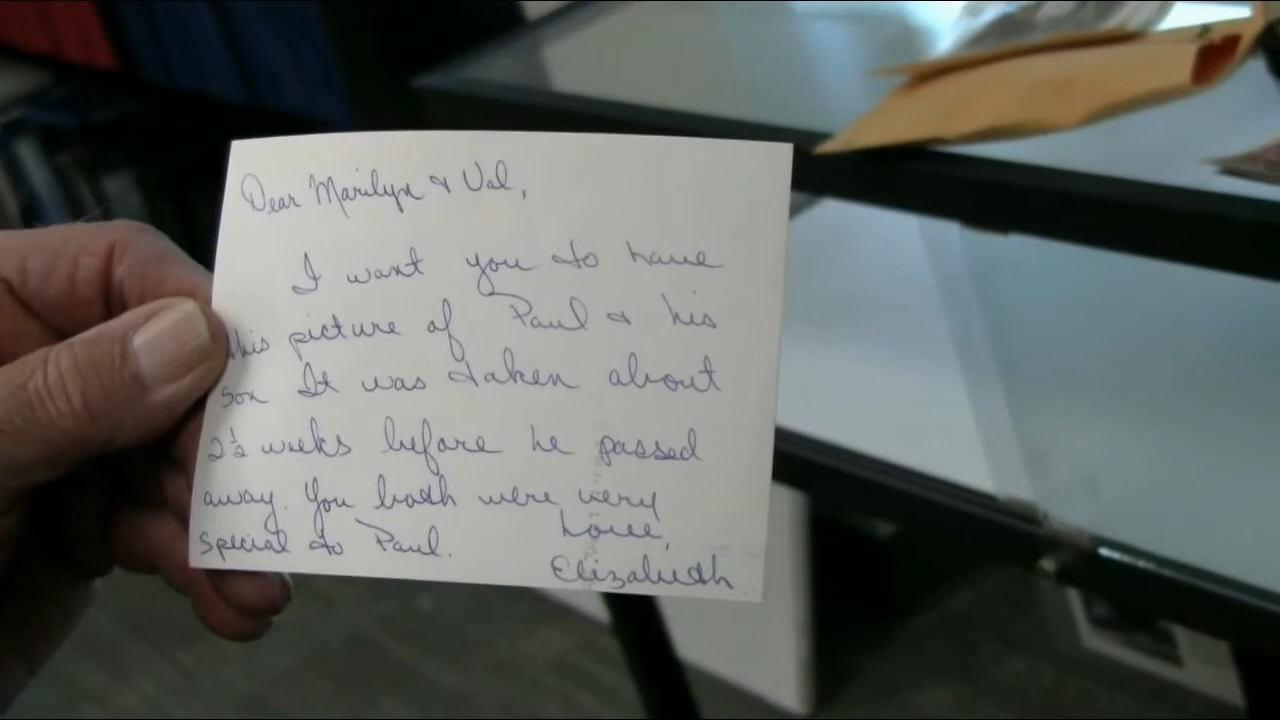 Dear Marilyn & Val,
I want you to have
this picture of Paul & his
son It was taken about
2½ weeks before he passed
away. You both were very
special to Paul.
Love,
Elizabeth